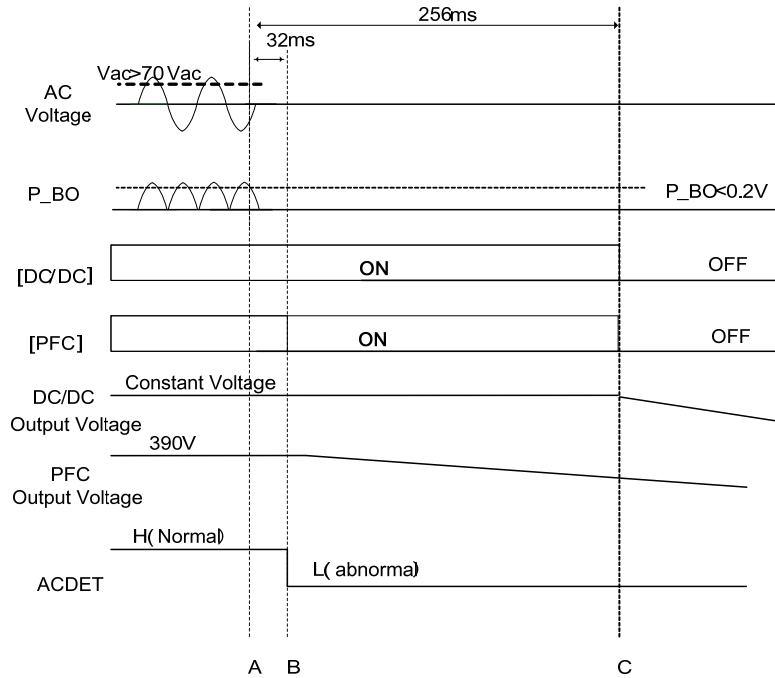 256ms
32ms
Vac>70 Vac
AC
Voltage
P_BO
P_BO<0.2V
[DC/DC]
ON
OFF
[PFC]
ON
OFF
DC/DC
Output Voltage
Constant Voltage
390V
PFC
Output Voltage
H( Normal)
L( abnormal)
ACDET
A
B
C